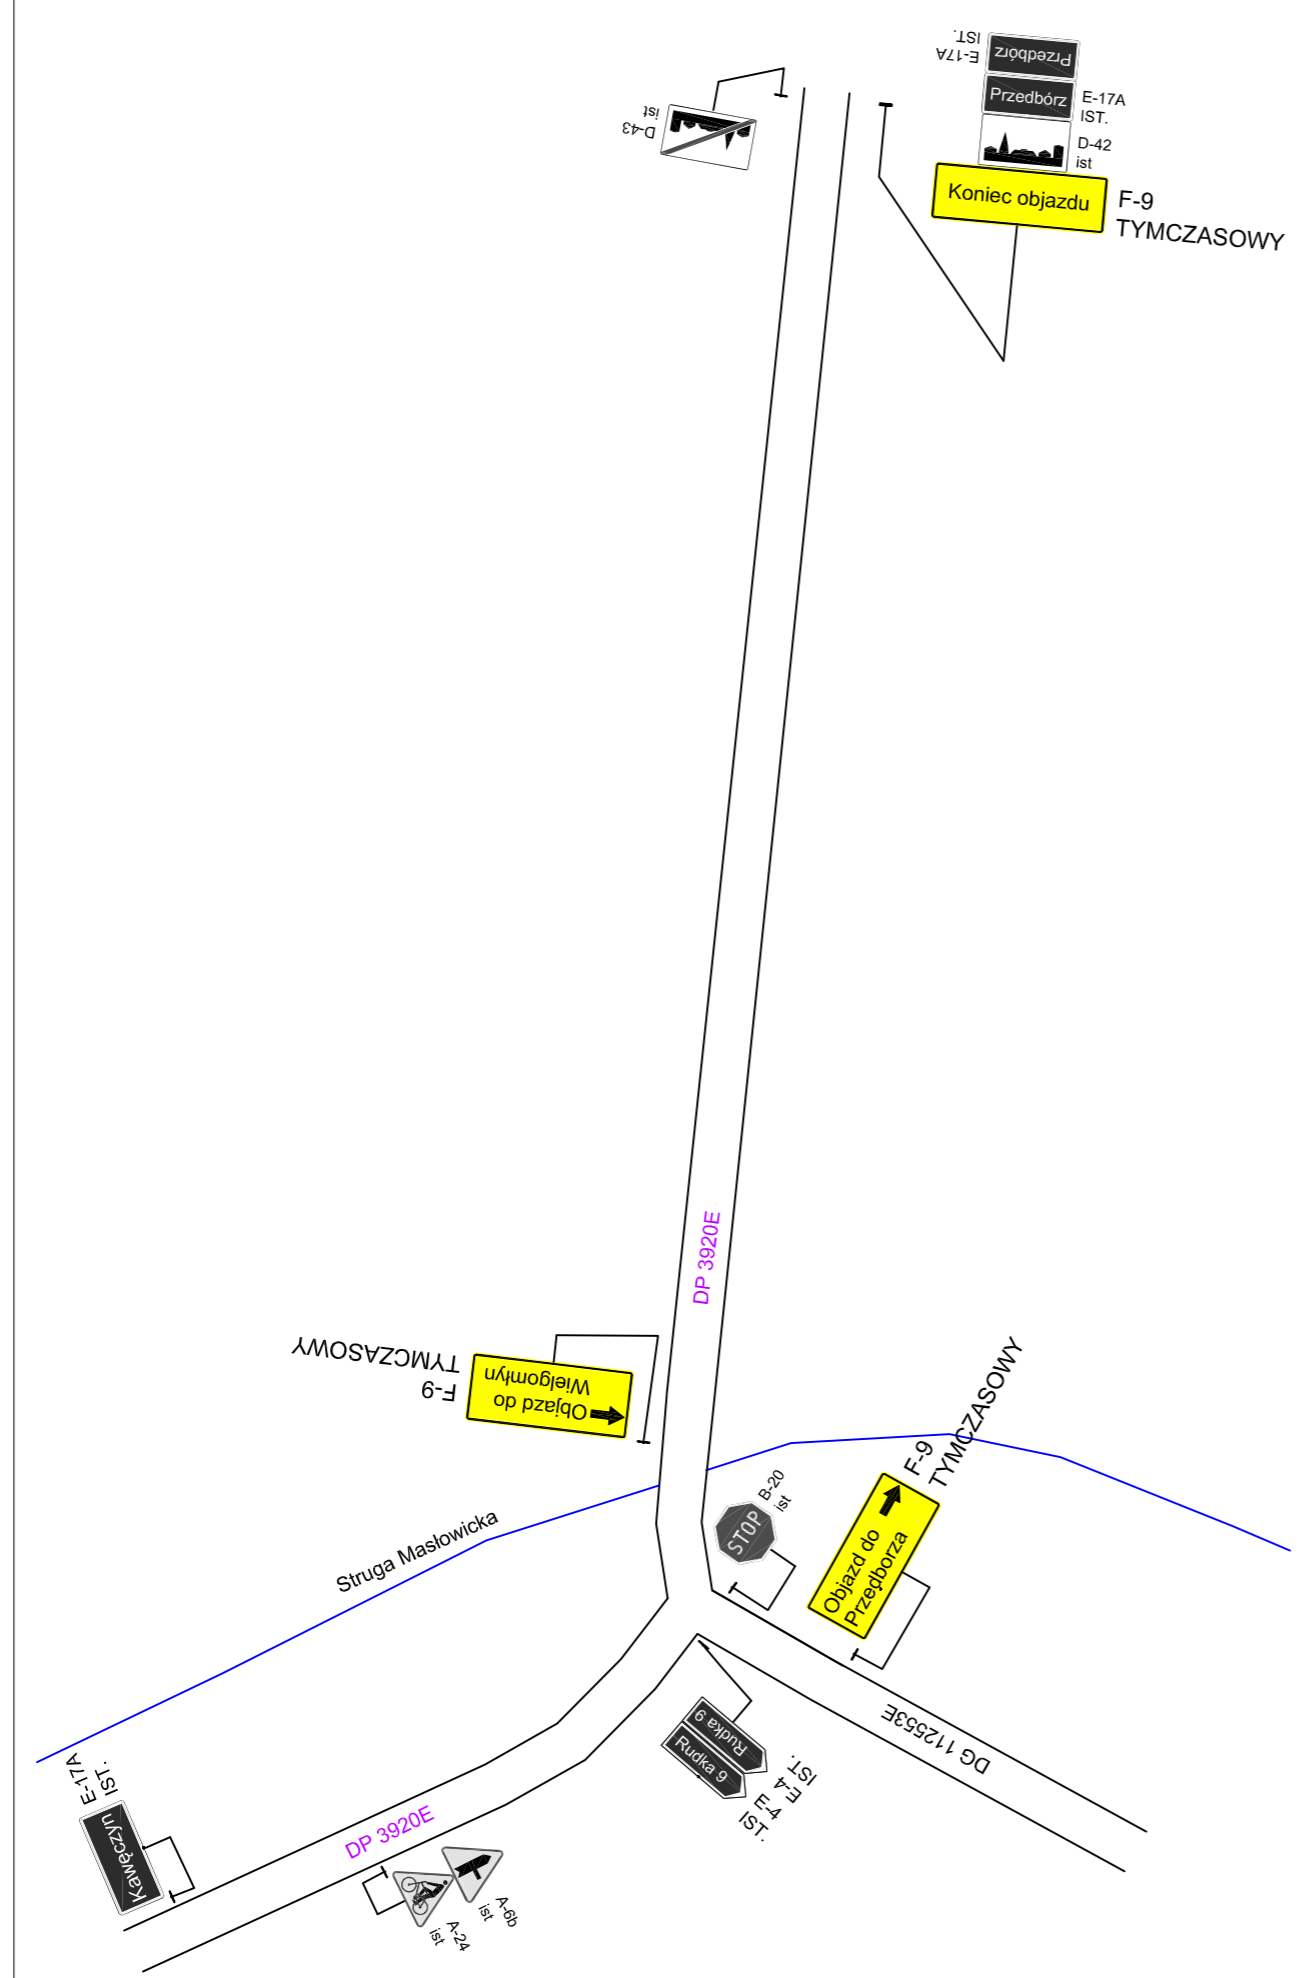 Przedbórz
E-17A
IST.
Przedbórz
E-17A
IST.
D-42
ist
Koniec objazdu
F-9
TYMCZASOWY
D-43
ist
DP 3920E
F-9
TYMCZASOWY
Objazd do
Wielgomłyn
F-9
TYMCZASOWY
Objazd do
Przedborza
B-20
ist
STOP
Struga Masłowicka
DG 112553E
Rudka 9
Rudka 9
E-4
IST.
E-4
IST.
E-17A
IST.
Kawęczyn
DP 3920E
A-6b
ist
A-24
ist